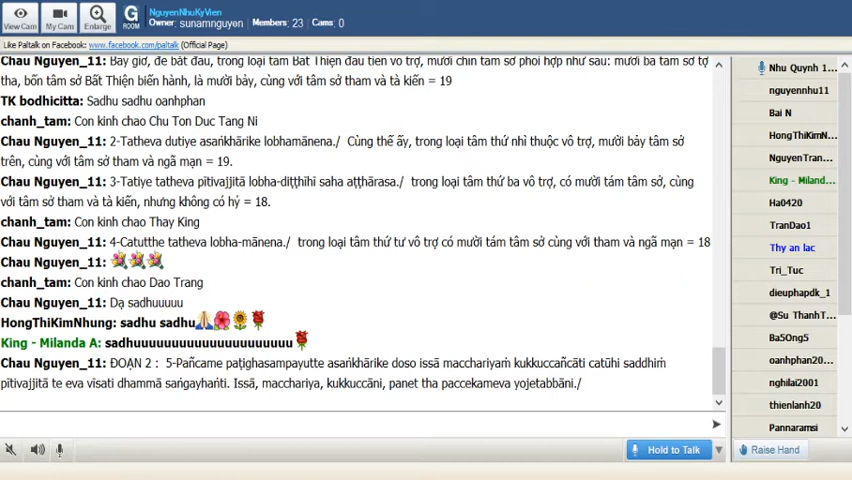 NguyenNhuKyVien
Owner: sunamnguyen Members: 23 Cams: 0
View Cam
My Cam
Enlarge
G
ROOM
Like Paltalk on Facebook: www.facebook.com/paltalk (Official Page)
Chau Nguyen_11: Bây giờ, để bắt đầu, trong loại tâm Bất Thiện đầu tiên vô trợ, mười chín tâm sở phối hợp như sau: mười ba tâm sở tợ
tha, bốn tâm sở Bất Thiện biến hành, là mười bảy, cùng với tâm sở tham và tà kiến = 19
TK bodhicitta: Sadhu sadhu oanhphan
chanh_tam: Con kinh chao Chu Ton Duc Tang Ni
Chau Nguyen_11: 2-Tatheva dutiye asaṅkhārike lobhamānena./ Cùng thế ấy, trong loại tâm thứ nhì thuộc vô trợ, mười bảy tâm sở
trên, cùng với tâm sở tham và ngã mạn = 19.
Chau Nguyen_11: 3-Tatiye tatheva pītivajjitā lobha-diṭṭhīhi saha aṭṭhārasa./ trong loại tâm thứ ba vô trợ, có mười tám tâm sở, cùng
với tâm sở tham và tà kiến, nhưng không có hỷ = 18.
chanh_tam: Con kinh chao Thay King
Chau Nguyen_11: 4-Catutthe tatheva lobha-mānena./ trong loại tâm thứ tư vô trợ có mười tám tâm sở cùng với tham và ngã mạn = 18
Chau Nguyen_11:
chanh_tam: Con kinh chao Dao Trang
Chau Nguyen_11: Dạ sadhuuuuu
HongThiKimNhung: sadhu sadhu
King - Milanda A: sadhuuuuuuuuuuuuuuuuuuuuuu
Chau Nguyen_11: ĐOẠN 2 : 5-Pañcame paṭighasampayutte asaṅkhārike doso issā macchariyaṁ kukkuccañcāti catūhi saddhiṁ
pītivajjitā te eva vīsati dhammā saṅgayhanti. Issā, macchariya, kukkuccāni, panet tha paccekameva yojetabbāni./
Nhu Quynh 1...
nguyennhu11
Bai N
HongThiKimN...
NguyenTran...
King - Miland...
Ha0420
TranDao1
Thy an lac
Tri_Tuc
dieuphapdk_1
@Su ThanhT...
Ba5Ong5
oanhphan20...
nghilai2001
thienlanh20
Pannaramsi
Hold to Talk
Raise Hand